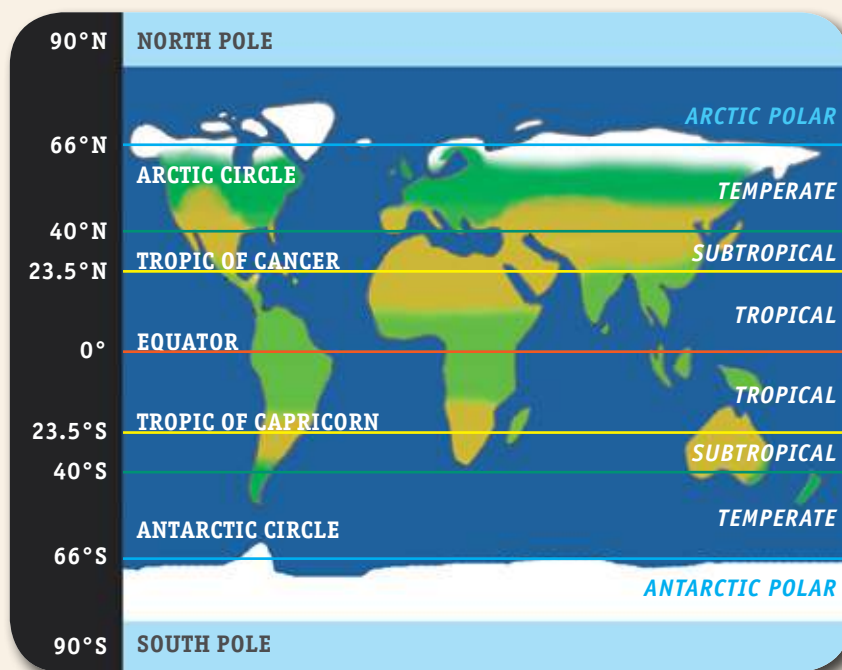 90°N NORTH POLE
ARCTIC POLAR
66°N
ARCTIC CIRCLE
TEMPERATE
40°N
SUBTROPICAL
TROPIC OF CANCER
23.5°N
TROPICAL
EQUATOR
0°
TROPICAL
TROPIC OF CAPRICORN
23.5°S
SUBTROPICAL
40°S
TEMPERATE
ANTARCTIC CIRCLE
66°S
ANTARCTIC POLAR
90°S SOUTH POLE